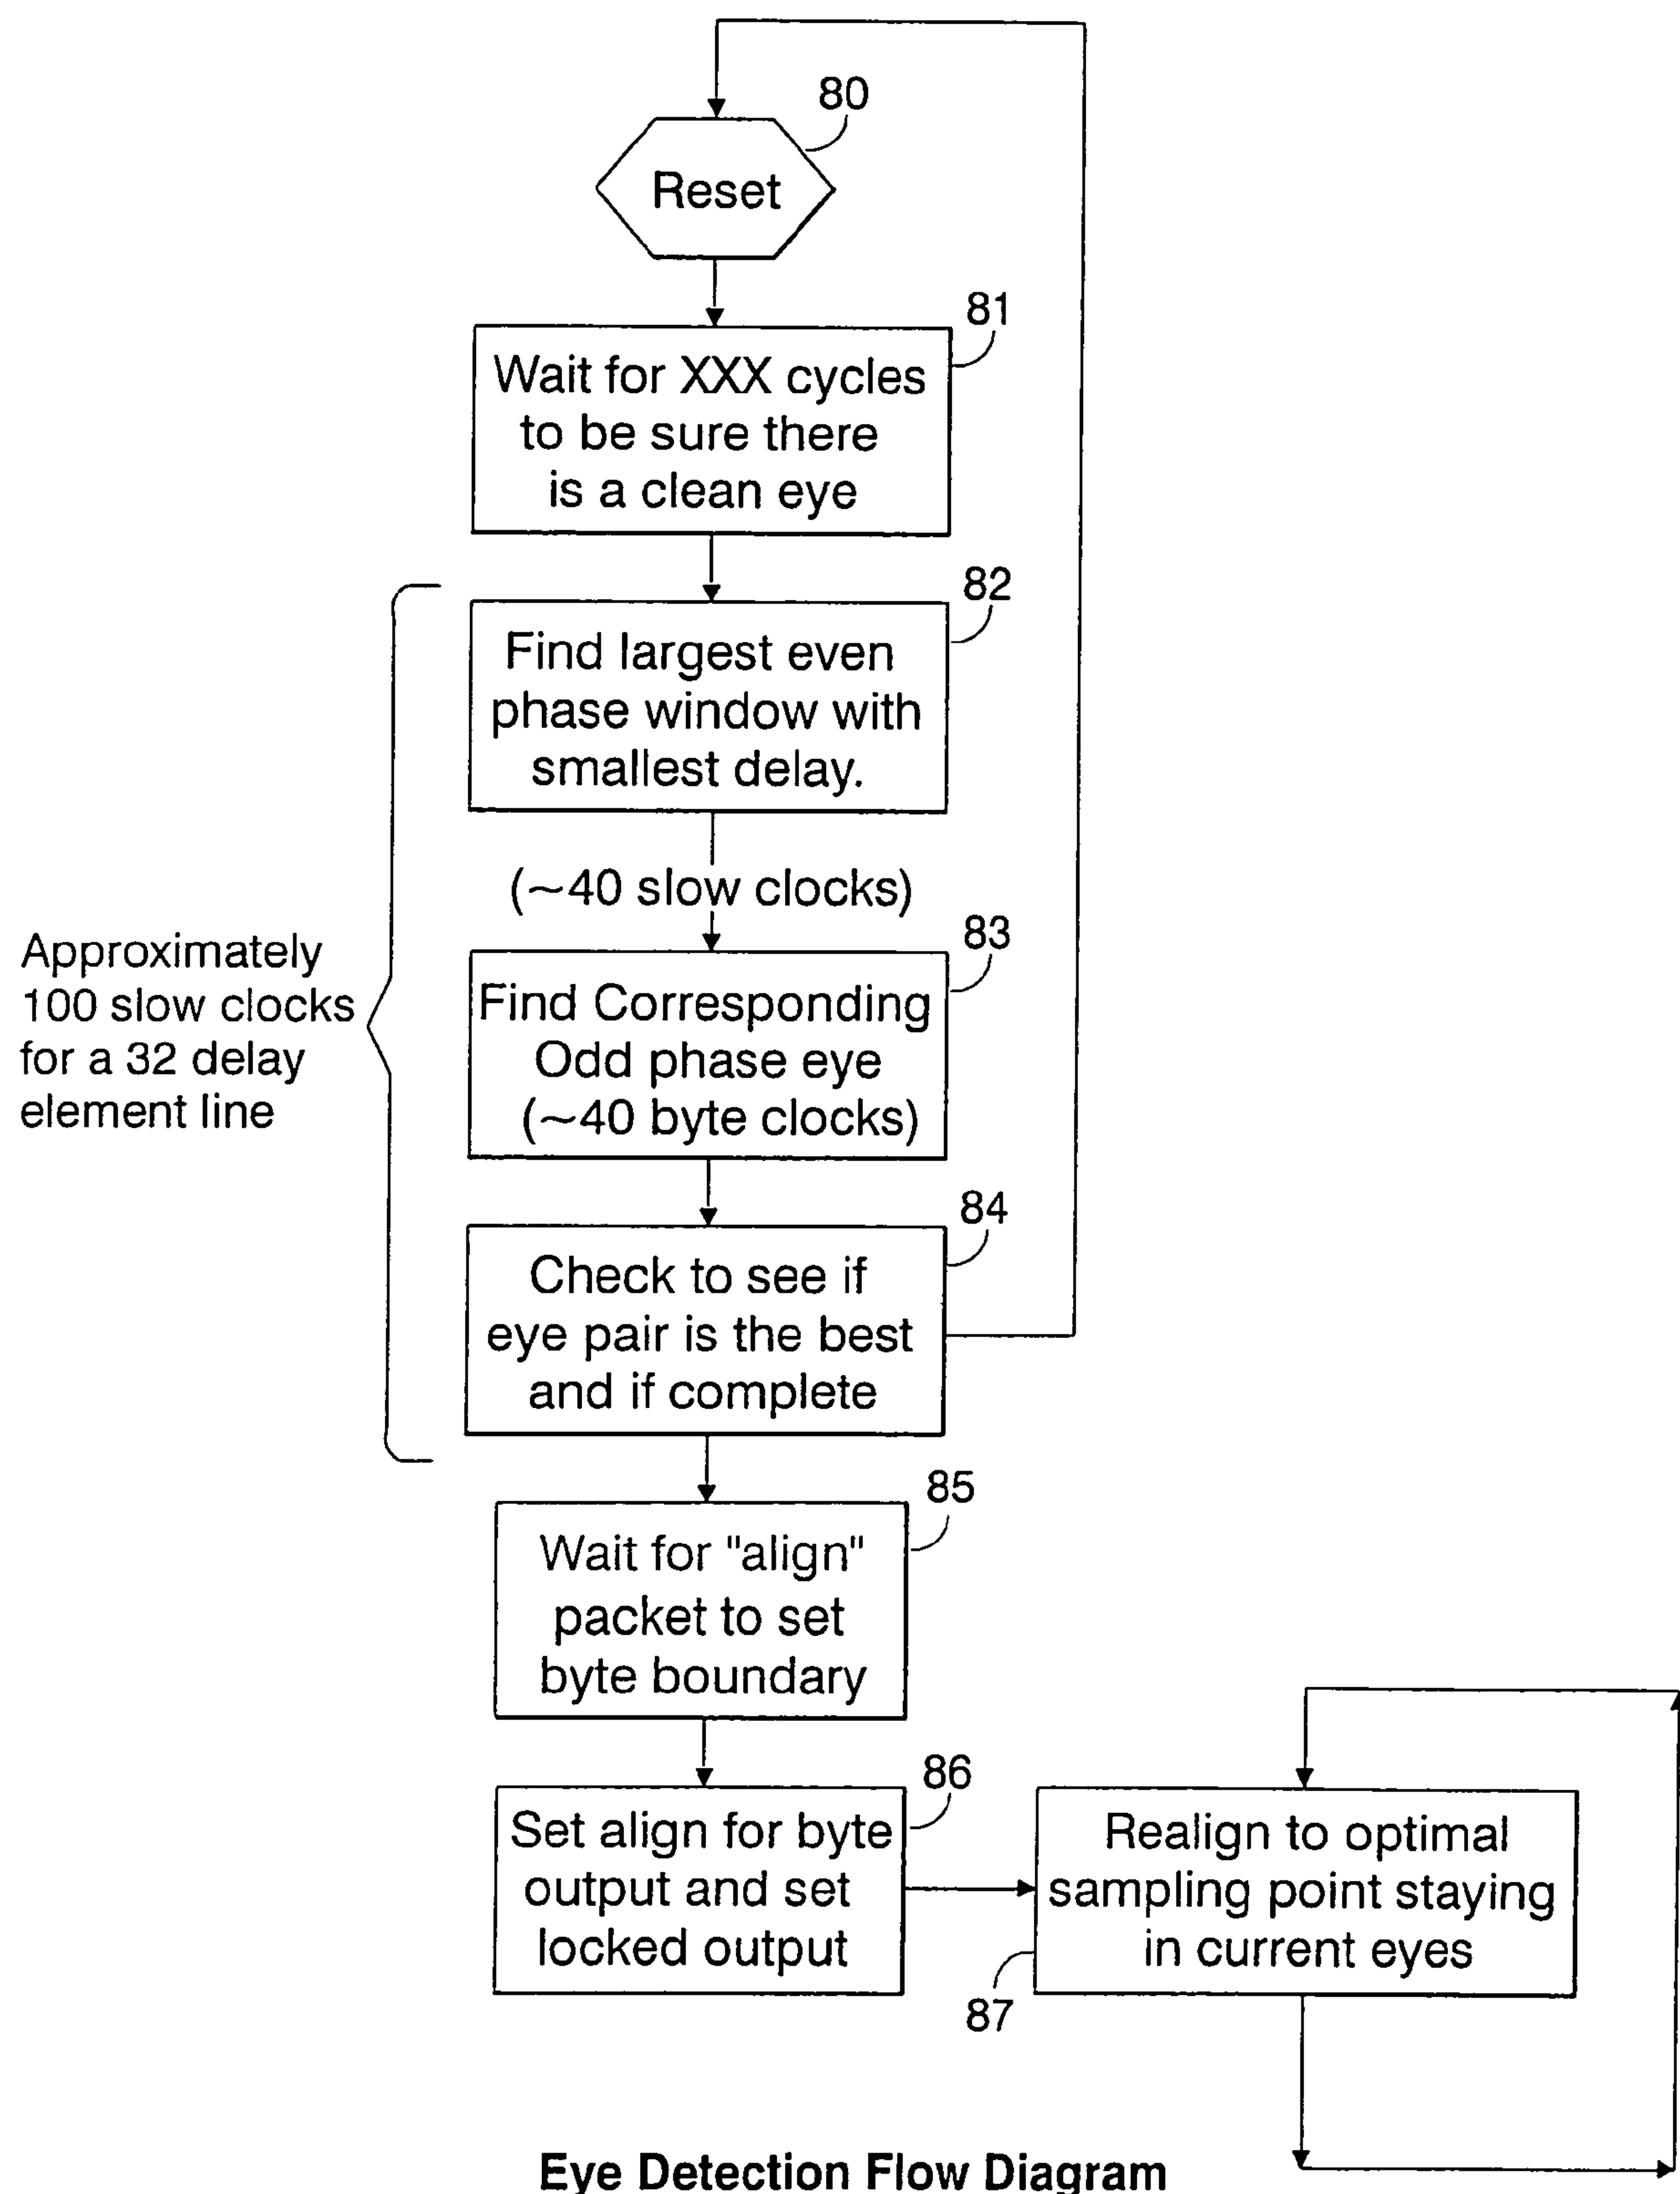 80
Reset
81
Wait for XXX cycles
to be sure there
is a clean eye
82
Find largest even
phase window with
smallest delay.
(~40 slow clocks)
Approximately
100 slow clocks
for a 32 delay
element line
83
Find Corresponding
Odd phase eye
(~40 byte clocks)
84
Check to see if
eye pair is the best
and if complete
85
Wait for "align"
packet to set
byte boundary
86
Set align for byte
output and set
locked output
Realign to optimal
sampling point staying
in current eyes
87
Eye Detection Flow Diagram